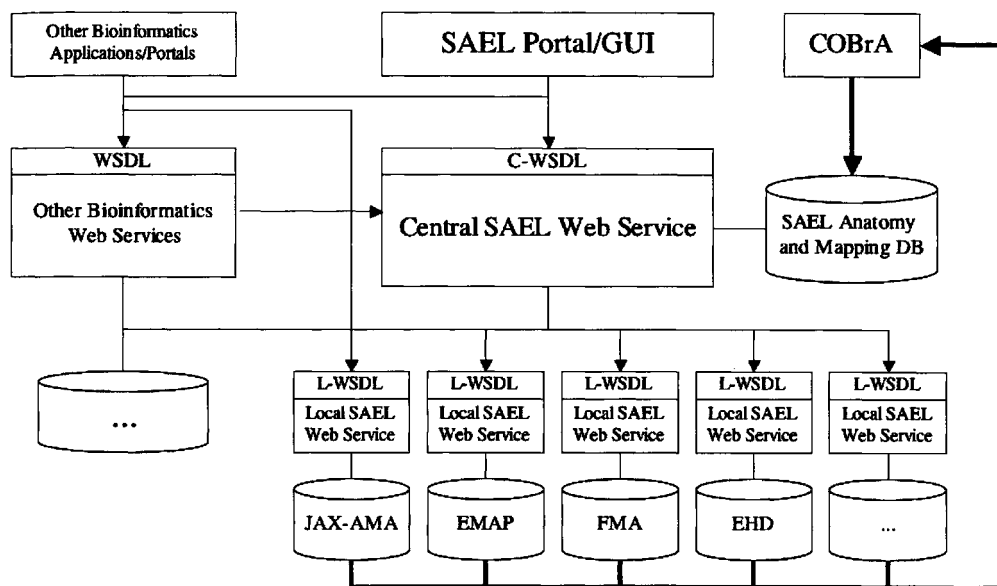 Other Bioinformatics
Applications/Portals
SAEL Portal/GUI
COBrA
WSDL
Other Bioinformatics
Web Services
C-WSDL
Central SAEL Web Service
SAEL Anatomy
and Mapping DB
...
L-WSDL
Local SAEL
Web Service
L-WSDL
Local SAEL
Web Service
L-WSDL
Local SAEL
Web Service
L-WSDL
Local SAEL
Web Service
L-WSDL
Local SAEL
Web Service
JAX-AMA
EMAP
FMA
EHD
...